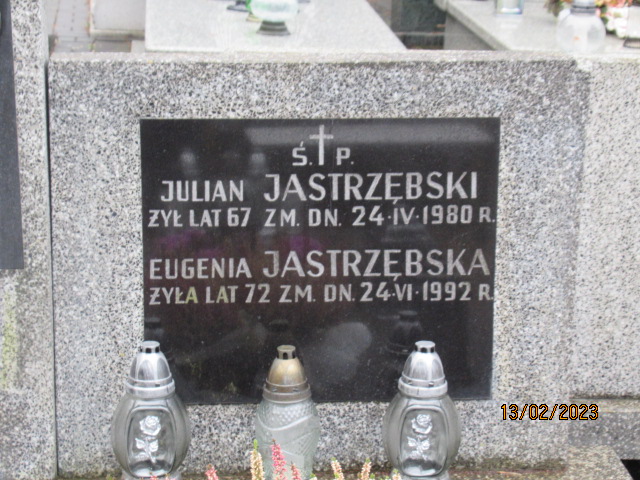 Ś. P.
JULIAN JASTRZĘBSKI
ŻYŁ LAT 67 ZM. DN. 24·IV·1980 R.
EUGENIA JASTRZĘBSKA
ŻYŁA LAT 72 ZM. DN. 24·VI·1992 R.
13/02/2023